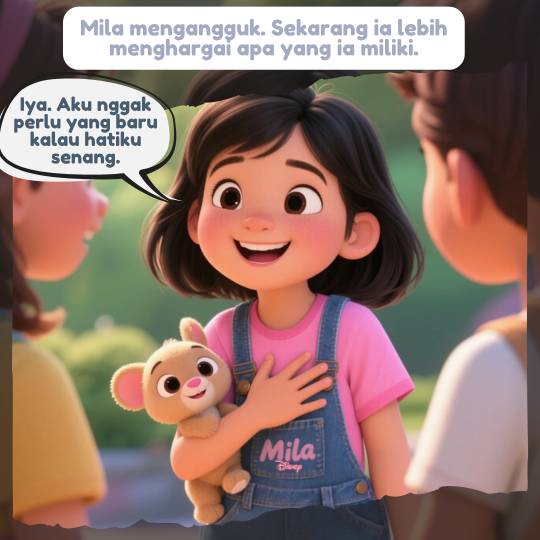 Mila mengangguk. Sekarang ia lebih
menghargai apa yang ia miliki.
Iya. Aku nggak
perlu yang baru
kalau hatiku
senang.
Mila
Disney